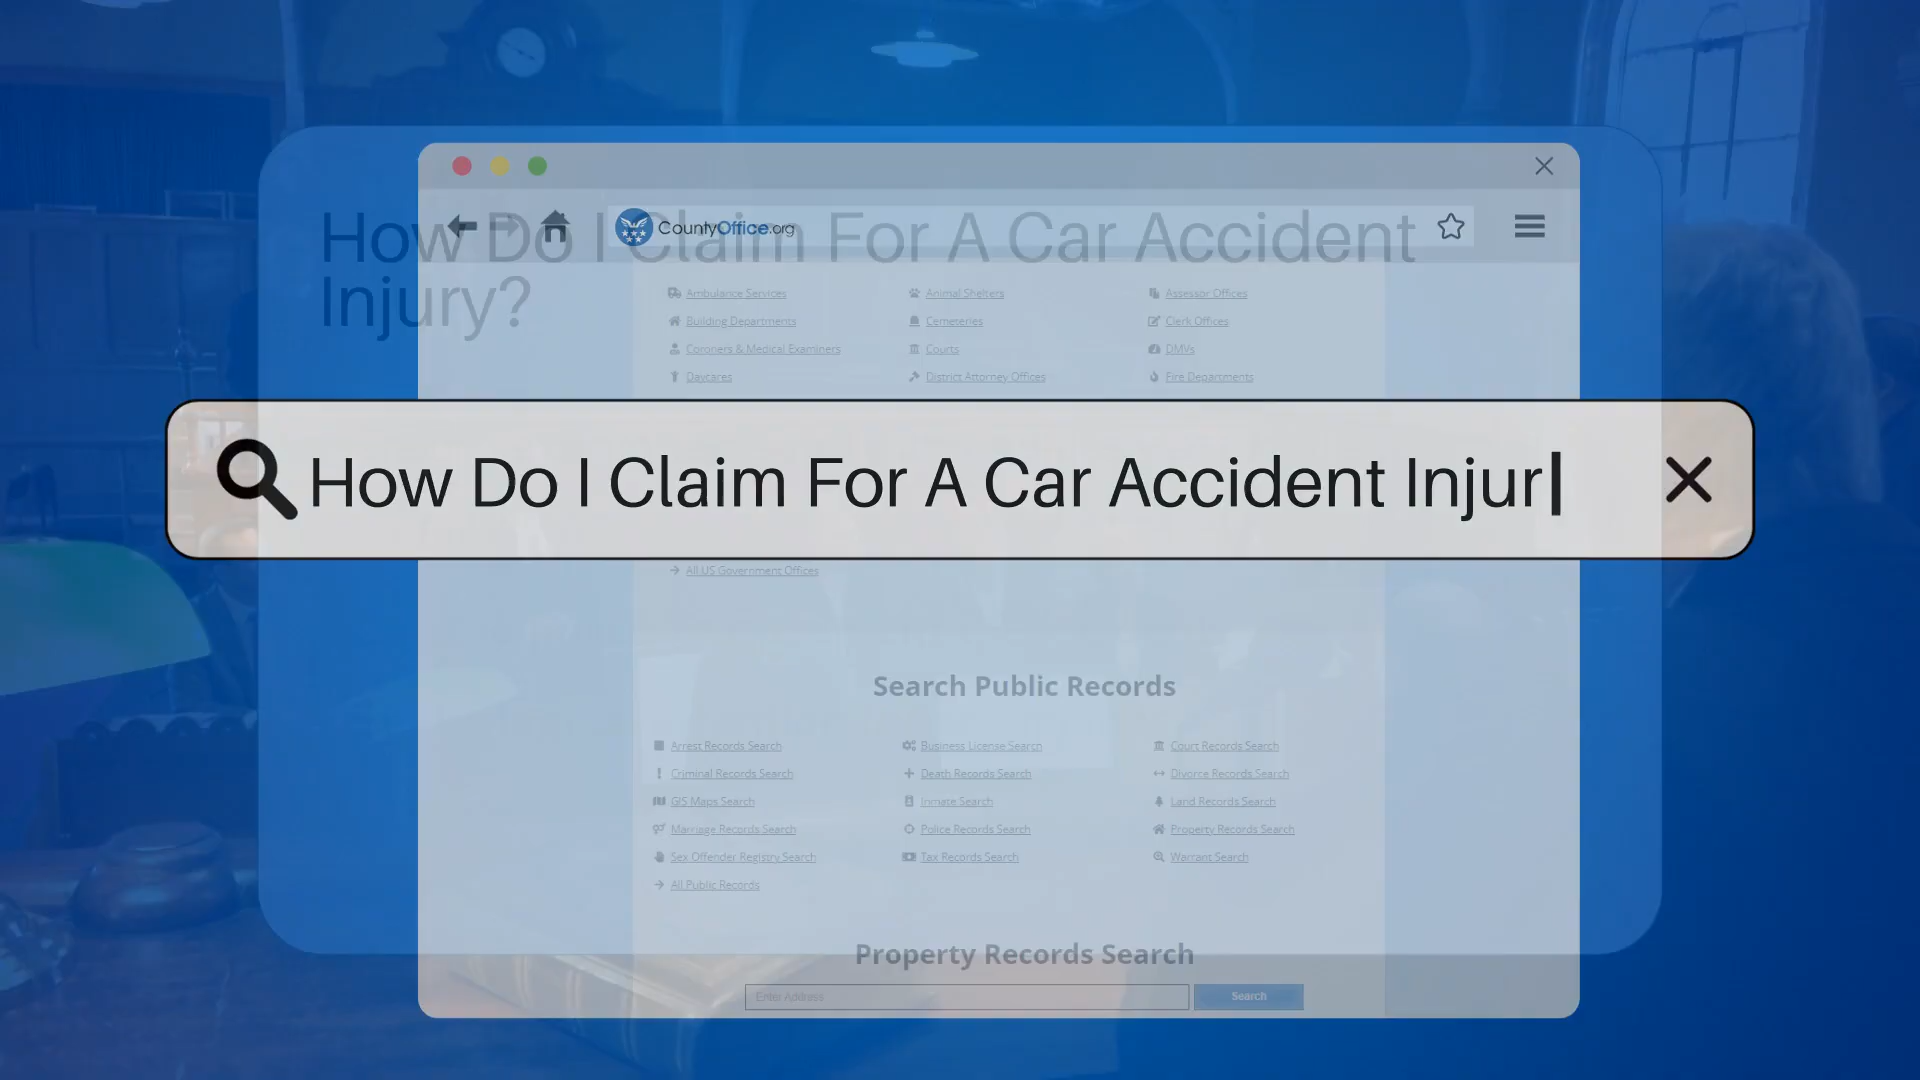 CountyOffice.org
How Do I Claim For A Car Accident
Injury?
Ambulance Services
Animal Shelters
Assessor Offices
Building Departments
Cemeteries
Clerk Offices
Coroners & Medical Examiners
Courts
DMVs
Daycares
District Attorney Offices
Fire Departments
How Do I Claim For A Car Accident Injur
All US Government Offices
Search Public Records
Arrest Records Search
Business License Search
Court Records Search
Criminal Records Search
Death Records Search
Divorce Records Search
GIS Maps Search
Inmate Search
Land Records Search
Marriage Records Search
Police Records Search
Property Records Search
Sex Offender Registry Search
Tax Records Search
Warrant Search
All Public Records
Property Records Search
Enter Address
Search